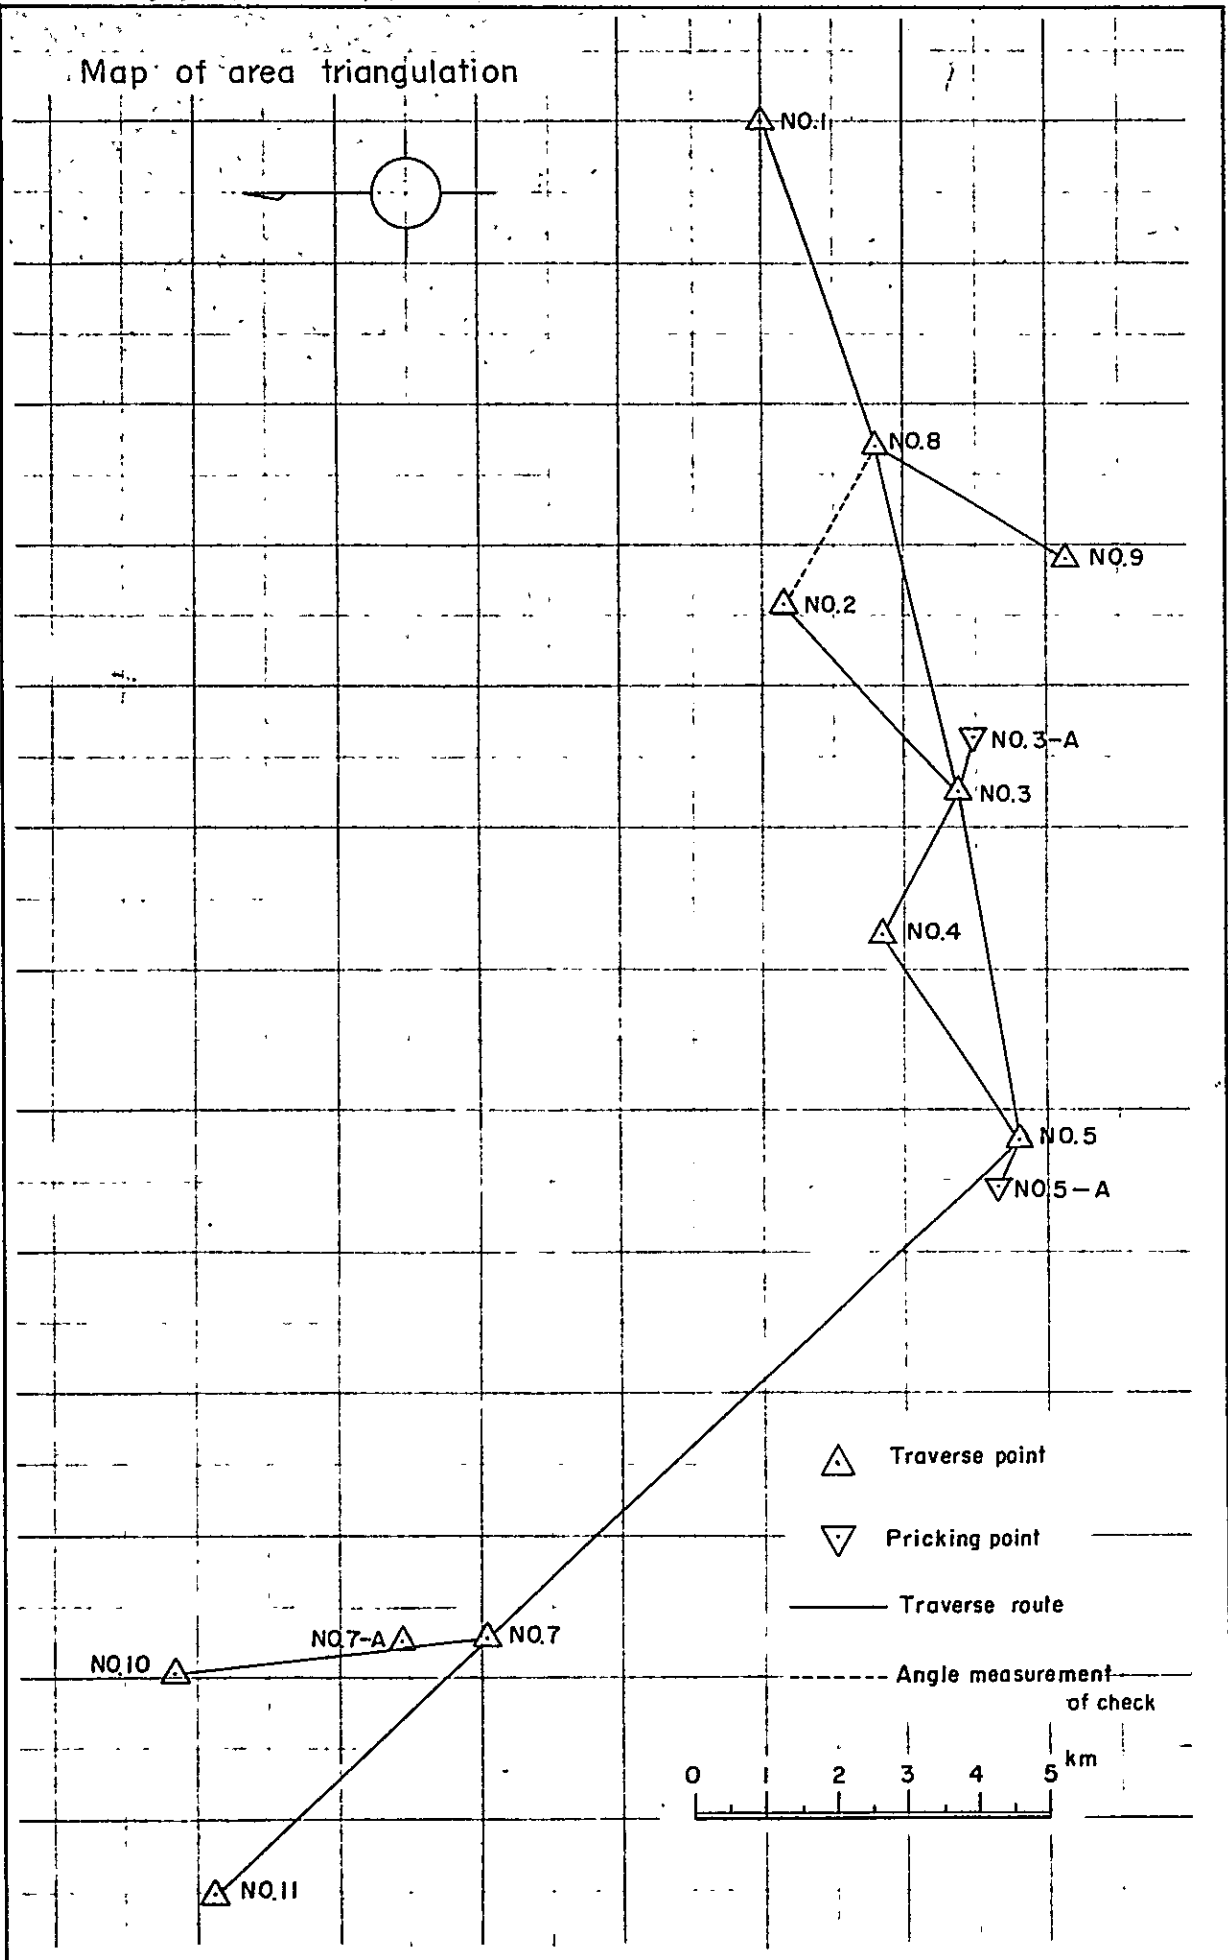 Map of area triangulation
NO.1
NO.8
NO.9
NO.2
NO.3-A
NO.3
NO.4
NO.5
NO.5-A
Traverse point
Pricking point
Traverse route
NO.7-A
NO.7
NO.10
Angle measurement
of check
0 1 2 3 4 5 km
NO.11